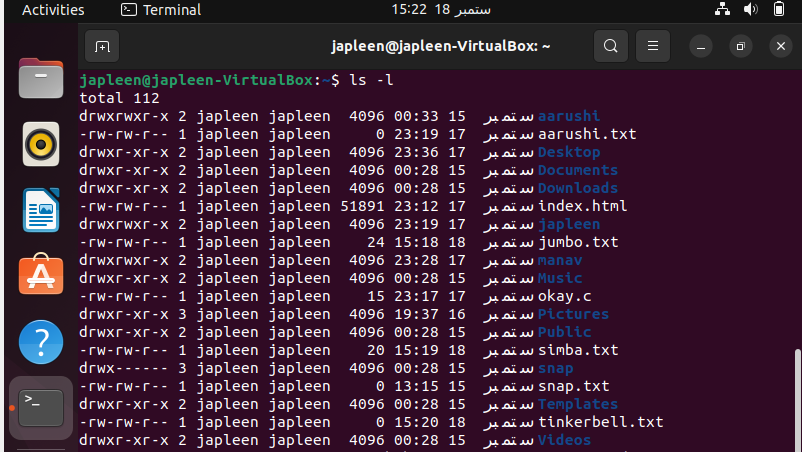 Activities Terminal 15:22 18 ستمبر
japleen@japleen-VirtualBox: ~
japleen@japleen-VirtualBox:~$ ls -l
total 112
drwxrwxr-x 2 japleen japleen 4096 00:33 15 ستمبر aarushi
-rw-rw-r-- 1 japleen japleen 0 23:19 17 ستمبر aarushi.txt
drwxr-xr-x 2 japleen japleen 4096 23:36 17 ستمبر Desktop
drwxr-xr-x 2 japleen japleen 4096 00:28 15 ستمبر Documents
drwxr-xr-x 2 japleen japleen 4096 00:28 15 ستمبر Downloads
-rw-rw-r-- 1 japleen japleen 51891 23:12 17 ستمبر index.html
drwxrwxr-x 2 japleen japleen 4096 23:19 17 ستمبر japleen
-rw-rw-r-- 1 japleen japleen 24 15:18 18 ستمبر jumbo.txt
drwxrwxr-x 2 japleen japleen 4096 23:28 17 ستمبر manav
drwxr-xr-x 2 japleen japleen 4096 00:28 15 ستمبر Music
-rw-rw-r-- 1 japleen japleen 15 23:17 17 ستمبر okay.c
drwxr-xr-x 3 japleen japleen 4096 19:37 16 ستمبر Pictures
drwxr-xr-x 2 japleen japleen 4096 00:28 15 ستمبر Public
-rw-rw-r-- 1 japleen japleen 20 15:19 18 ستمبر simba.txt
drwx------ 3 japleen japleen 4096 00:28 15 ستمبر snap
-rw-rw-r-- 1 japleen japleen 0 13:15 15 ستمبر snap.txt
drwxr-xr-x 2 japleen japleen 4096 00:28 15 ستمبر Templates
-rw-rw-r-- 1 japleen japleen 0 15:20 18 ستمبر tinkerbell.txt
drwxr-xr-x 2 japleen japleen 4096 00:28 15 ستمبر Videos